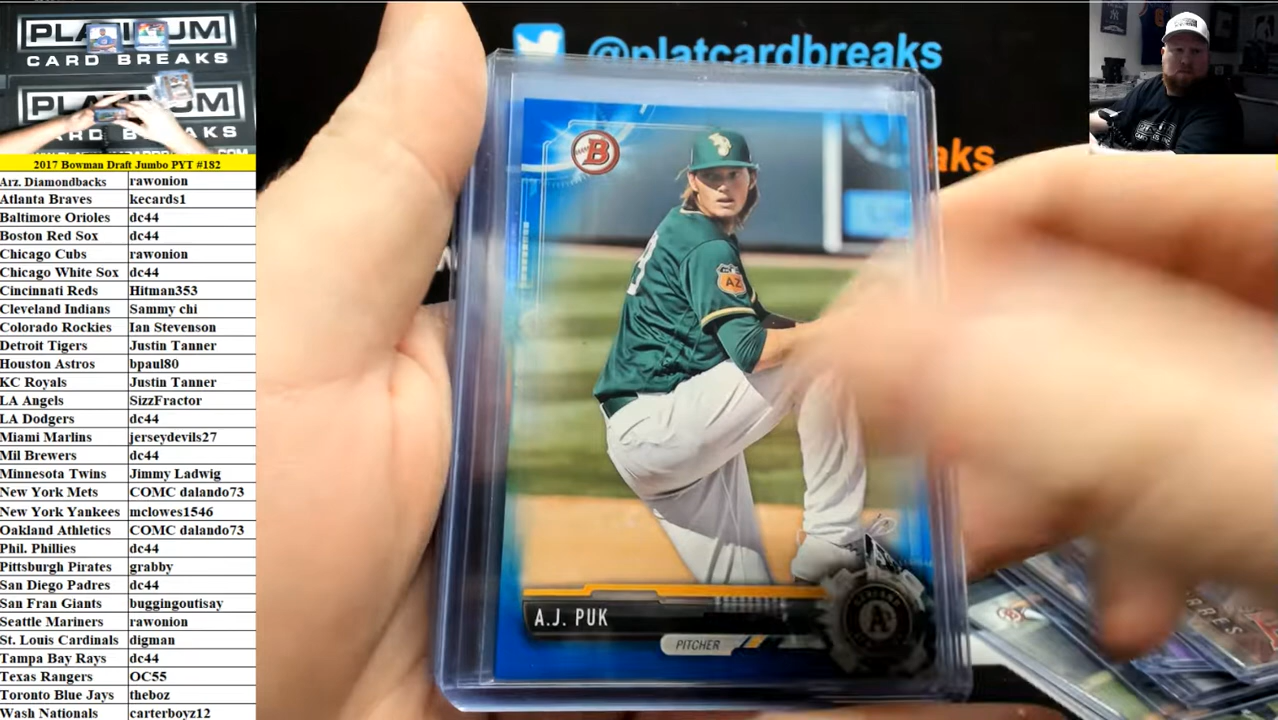 PLATINUM
CARD BREAKS
PLATINUM
CARD BREAKS
2017 Bowman Draft Jumbo PYT #182
Arz. Diamondbacks rawonion
Atlanta Braves kecards1
Baltimore Orioles dc44
Boston Red Sox dc44
Chicago Cubs rawonion
Chicago White Sox dc44
Cincinnati Reds Hitman353
Cleveland Indians Sammy chi
Colorado Rockies Ian Stevenson
Detroit Tigers Justin Tanner
Houston Astros bpaul80
KC Royals Justin Tanner
LA Angels SizzFractor
LA Dodgers dc44
Miami Marlins jerseydevils27
Mil Brewers dc44
Minnesota Twins Jimmy Ladwig
New York Mets COMC dalando73
New York Yankees mclowes1546
Oakland Athletics COMC dalando73
Phil. Phillies dc44
Pittsburgh Pirates grabby
San Diego Padres dc44
San Fran Giants buggingoutisay
Seattle Mariners rawonion
St. Louis Cardinals digman
Tampa Bay Rays dc44
Texas Rangers OC55
Toronto Blue Jays theboz
Wash Nationals carterboyz12
@platcardbreaks
aks
B
AZ
A.J. PUK
PITCHER
A's